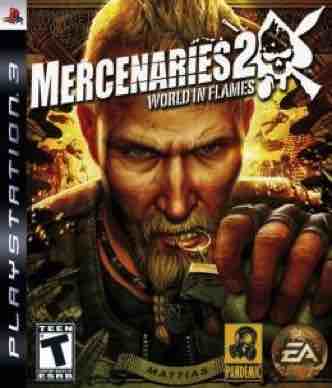 PLAYSTATION 3
MERCENARIES 2
WORLD IN FLAMES
TEEN
T
ESRB
MATTIAS
PANDEMIC
EA